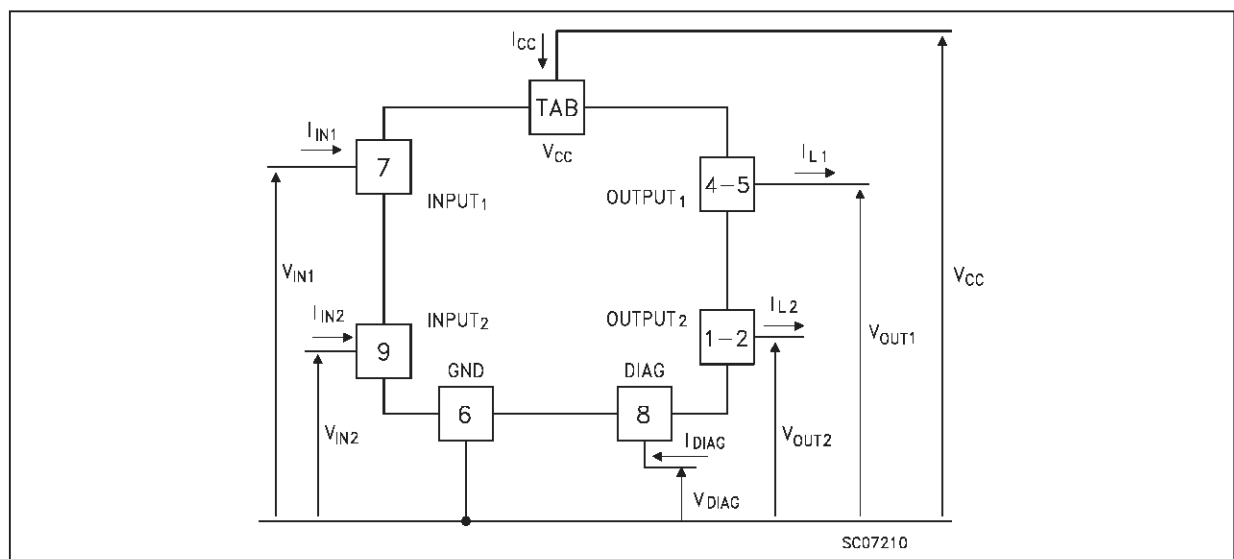 I_CC
TAB
V_CC
I_IN1
7
INPUT_1
4-5
OUTPUT_1
I_L1
V_IN1
V_CC
I_IN2
9
INPUT_2
OUTPUT_2
1-2
I_L2
V_OUT1
GND
6
DIAG
8
V_IN2
I_DIAG
V_OUT2
V_DIAG
SC07210